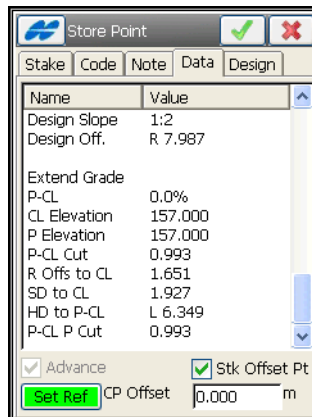 Store Point
Stake Code Note Data Design
Name Value
Design Slope 1:2
Design Off. R 7.987
Extend Grade
P-CL 0.0%
CL Elevation 157.000
P Elevation 157.000
P-CL Cut 0.993
R Offs to CL 1.651
SD to CL 1.927
HD to P-CL L 6.349
P-CL P Cut 0.993
Advance Stk Offset Pt
Set Ref CP Offset 0.000 m